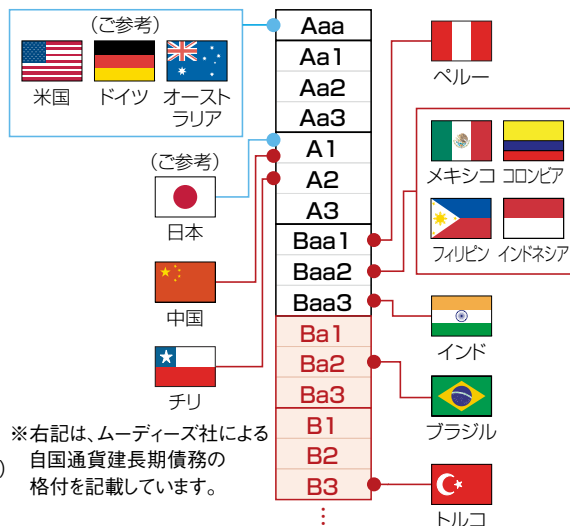 (ご参考)
米国
ドイツ
オースト
ラリア
(ご参考)
日本
中国
チリ
Aaa
Aa1
Aa2
Aa3
A1
A2
A3
Baa1
Baa2
Baa3
Ba1
Ba2
Ba3
B1
B2
B3
⋮
ペルー
メキシコ
コロンビア
フィリピン
インドネシア
インド
ブラジル
トルコ
※右記は、ムーディーズ社による
自国通貨建長期債務の
格付を記載しています。
)